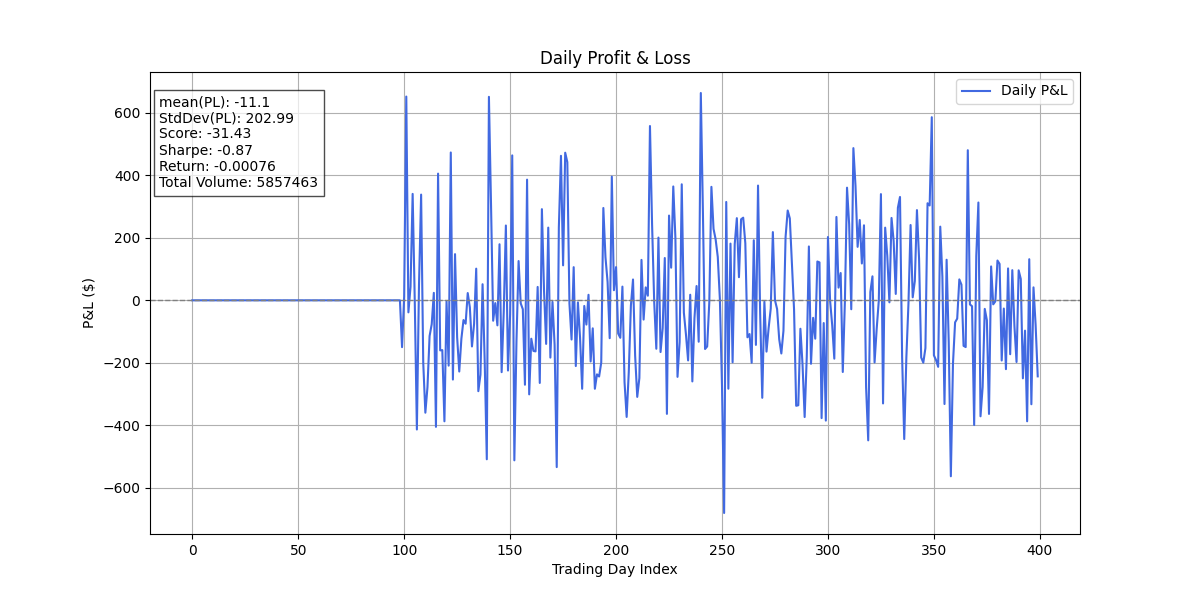 Daily Profit & Loss
mean(PL): -11.1
StdDev(PL): 202.99
Score: -31.43
Sharpe: -0.87
Return: -0.00076
Total Volume: 5857463
Daily P&L
P&L ($)
600
400
200
0
−200
−400
−600
0 50 100 150 200 250 300 350 400
Trading Day Index